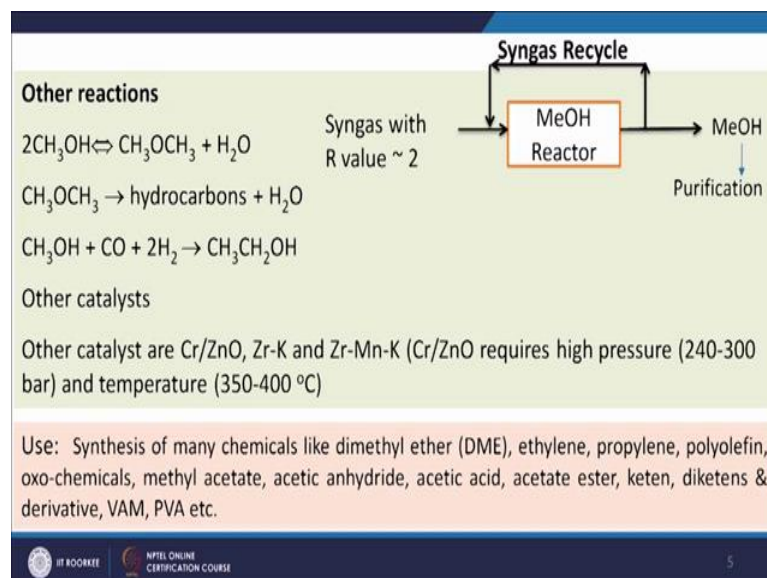 Syngas Recycle
Other reactions
2CH₃OH⇔ CH₃OCH₃ + H₂O
Syngas with
R value ~ 2
MeOH
Reactor
MeOH
Purification
CH₃OCH₃ → hydrocarbons + H₂O
CH₃OH + CO + 2H₂ → CH₃CH₂OH
Other catalysts
Other catalyst are Cr/ZnO, Zr-K and Zr-Mn-K (Cr/ZnO requires high pressure (240-300
bar) and temperature (350-400 °C)
Use: Synthesis of many chemicals like dimethyl ether (DME), ethylene, propylene, polyolefin,
oxo-chemicals, methyl acetate, acetic anhydride, acetic acid, acetate ester, keten, diketens &
derivative, VAM, PVA etc.
IIT ROORKEE
NPTEL ONLINE
CERTIFICATION COURSE
5